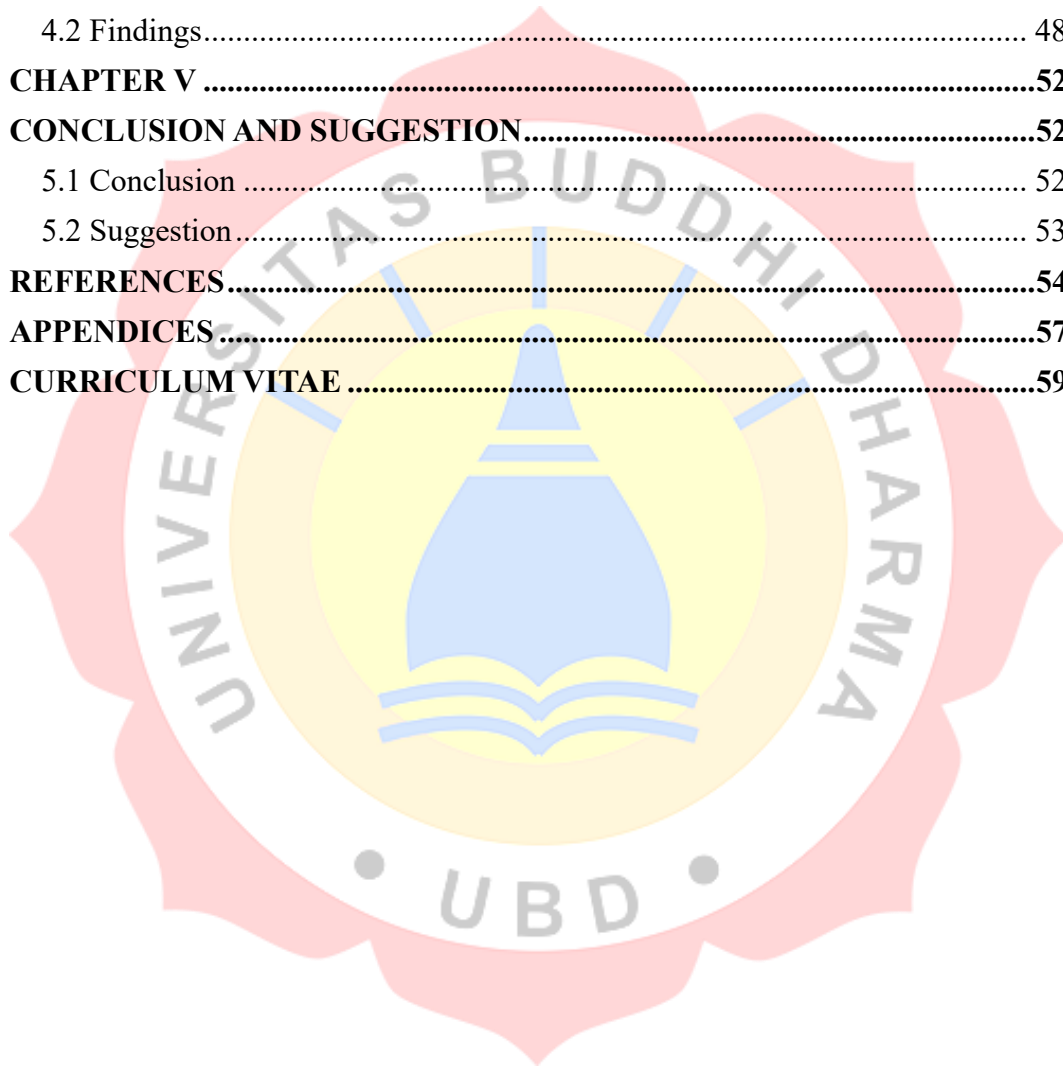 4.2 Findings....................................................................................................... 48
CHAPTER V ........................................................................................................52
CONCLUSION AND SUGGESTION................................................................52
5.1 Conclusion .................................................................................................. 52
5.2 Suggestion................................................................................................... 53
REFERENCES.....................................................................................................54
APPENDICES ......................................................................................................57
CURRICULUM VITAE ......................................................................................59
UNIVERSITAS BUDDHI DHARMA
• UBD •